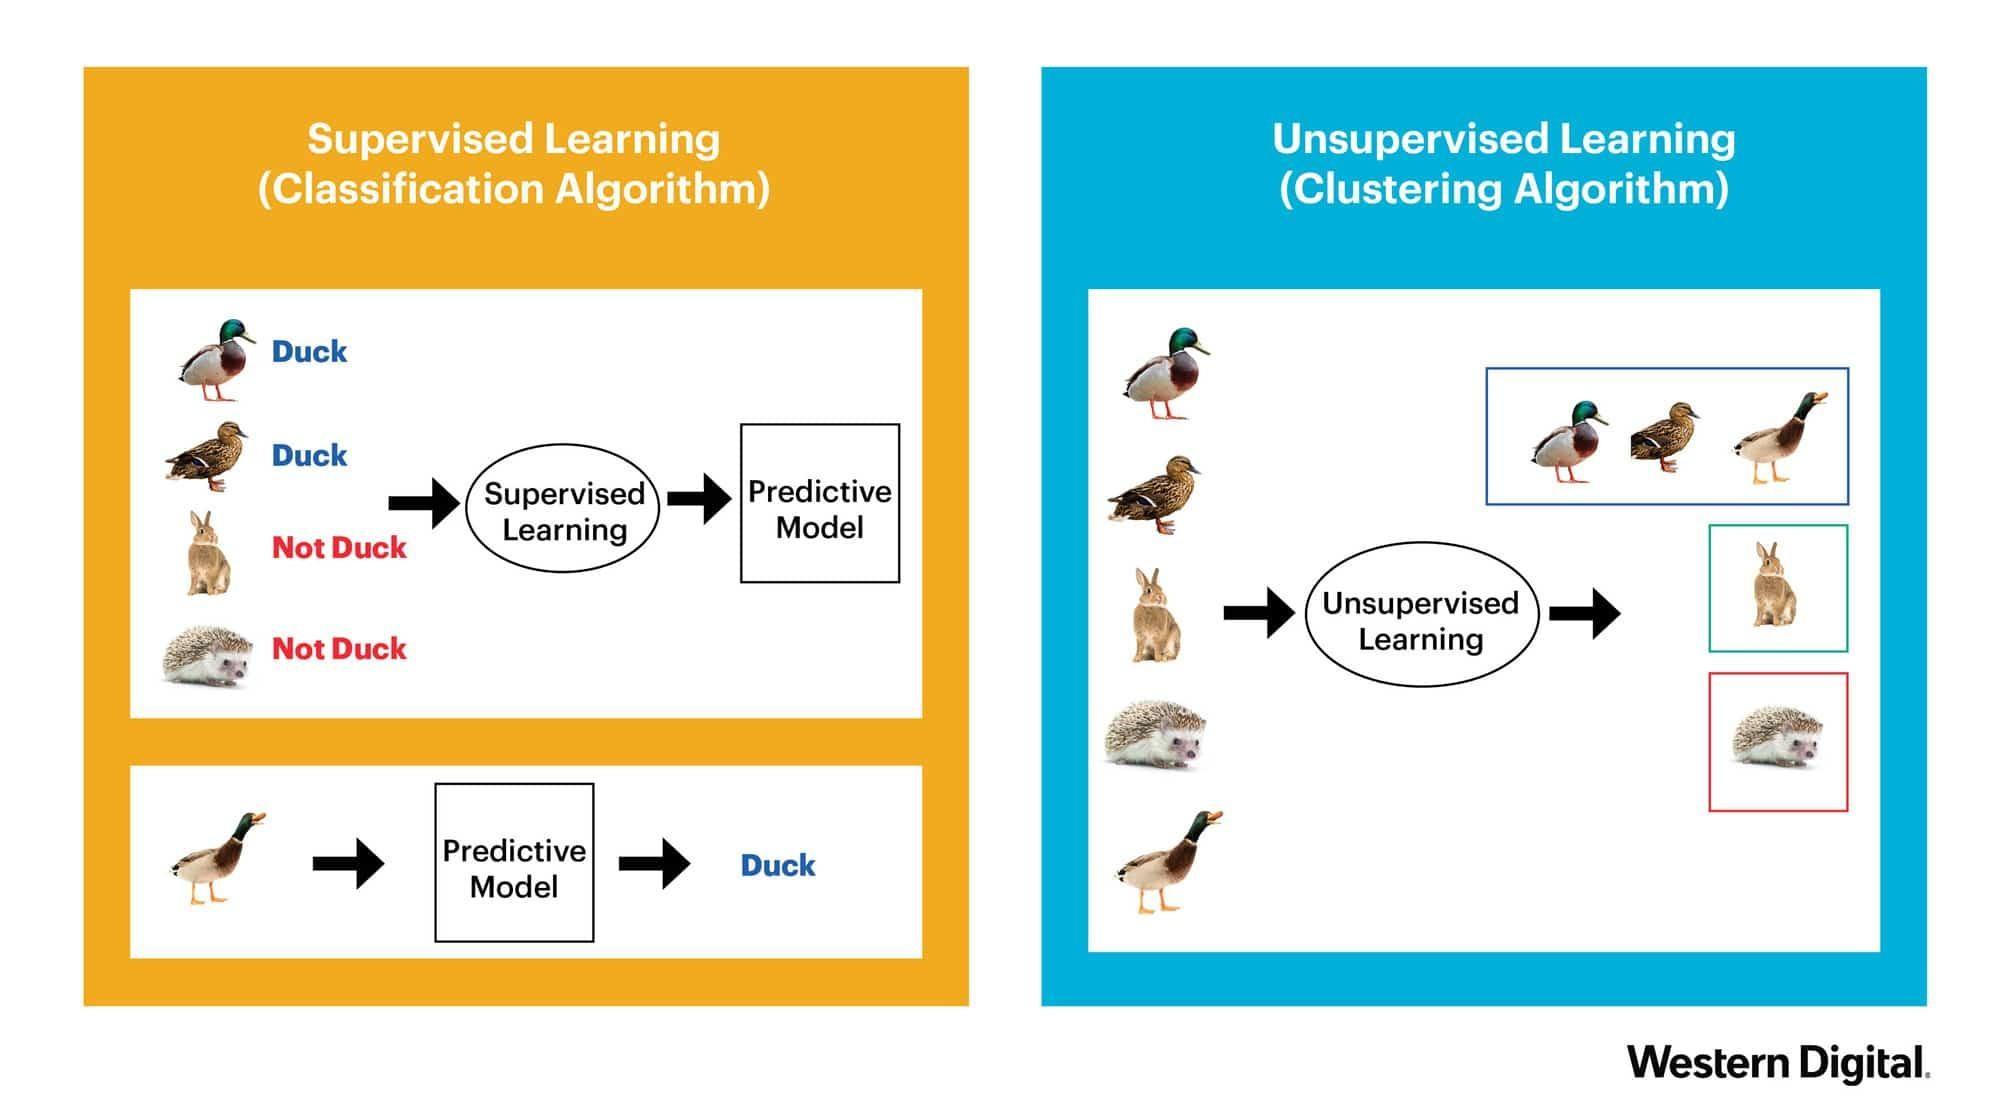 Supervised Learning
(Classification Algorithm)
Duck
Duck
Not Duck
Not Duck
Supervised
Learning
Predictive
Model
Predictive
Model
Duck
Unsupervised Learning
(Clustering Algorithm)
Unsupervised
Learning
Western Digital.